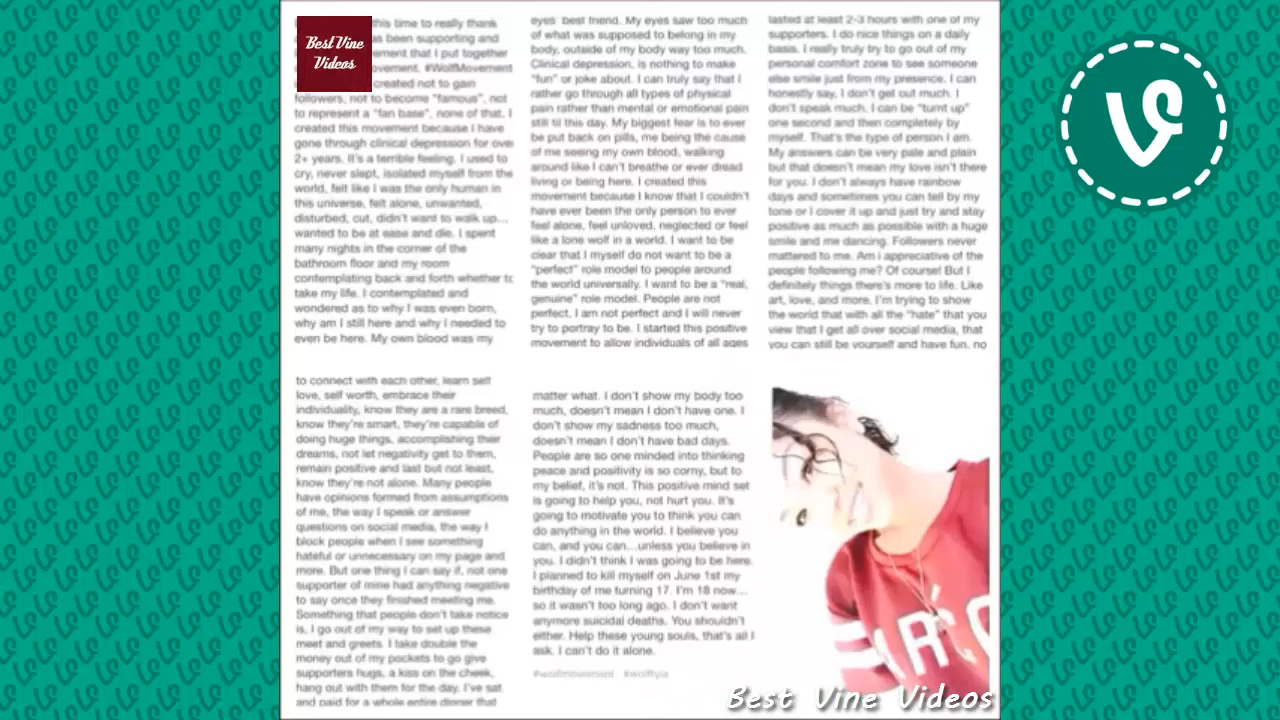 Best Vine
Videos
this time to really thank
as been supporting and
ement that I put together
ovement. #WolfMovement
created not to gain
followers, not to become "famous", not
to represent a "fan base", none of that. I
created this movement because I have
gone through clinical depression for over
2+ years. It's a terrible feeling. I used to
cry, never slept, isolated myself from the
world, felt like I was the only human in
this universe, felt alone, unwanted,
disturbed, cut, didn't want to walk up...
wanted to be at ease and die. I spent
many nights in the corner of the
bathroom floor and my room
contemplating back and forth whether to
take my life. I contemplated and
wondered as to why I was even born,
why am I still here and why I needed to
even be here. My own blood was my
eyes' best friend. My eyes saw too much
of what was supposed to belong in my
body, outside of my body way too much.
Clinical depression, is nothing to make
"fun" or joke about. I can truly say that I
rather go through all types of physical
pain rather than mental or emotional pain
still til this day. My biggest fear is to ever
be put back on pills, me being the cause
of me seeing my own blood, walking
around like I can't breathe or ever dread
living or being here. I created this
movement because I know that I couldn't
have ever been the only person to ever
feel alone, feel unloved, neglected or feel
like a lone wolf in a world. I want to be
clear that I myself do not want to be a
"perfect" role model to people around
the world universally. I want to be a "real,
genuine" role model. People are not
perfect, I am not perfect and I will never
try to portray to be. I started this positive
movement to allow individuals of all ages
lasted at least 2-3 hours with one of my
supporters. I do nice things on a daily
basis. I really truly try to go out of my
personal comfort zone to see someone
else smile just from my presence. I can
honestly say, I don't get out much. I
don't speak much. I can be "turnt up"
one second and then completely by
myself. That's the type of person I am.
My answers can be very pale and plain
but that doesn't mean my love isn't there
for you. I don't always have rainbow
days and sometimes you can tell by my
tone or I cover it up and just try and stay
positive as much as possible with a huge
smile and me dancing. Followers never
mattered to me. Am i appreciative of the
people following me? Of course! But I
definitely things there's more to life. Like
art, love, and more. I'm trying to show
the world that with all the "hate" that you
view that I get all over social media, that
you can still be yourself and have fun, no
to connect with each other, learn self
love, self worth, embrace their
individuality, know they are a rare breed,
know they're smart, they're capable of
doing huge things, accomplishing their
dreams, not let negativity get to them,
remain positive and last but not least,
know they're not alone. Many people
have opinions formed from assumptions
of me, the way I speak or answer
questions on social media, the way I
block people when I see something
hateful or unnecessary on my page and
more. But one thing I can say if, not one
supporter of mine had anything negative
to say once they finished meeting me.
Something that people don't take notice
is, I go out of my way to set up these
meet and greets. I take double the
money out of my pockets to go give
supporters hugs, a kiss on the cheek,
hang out with them for the day. I've sat
and paid for a whole entire dinner that
matter what. I don't show my body too
much, doesn't mean I don't have one. I
don't show my sadness too much,
doesn't mean I don't have bad days.
People are so one minded into thinking
peace and positivity is so corny, but to
my belief, it's not. This positive mind set
is going to help you, not hurt you. It's
going to motivate you to think you can
do anything in the world. I believe you
can, and you can...unless you believe in
you. I didn't think I was going to be here.
I planned to kill myself on June 1st my
birthday of me turning 17. I'm 18 now...
so it wasn't too long ago. I don't want
anymore suicidal deaths. You shouldn't
either. Help these young souls, that's all I
ask. I can't do it alone.
#wolfmovement #wolftyla
Best Vine Videos